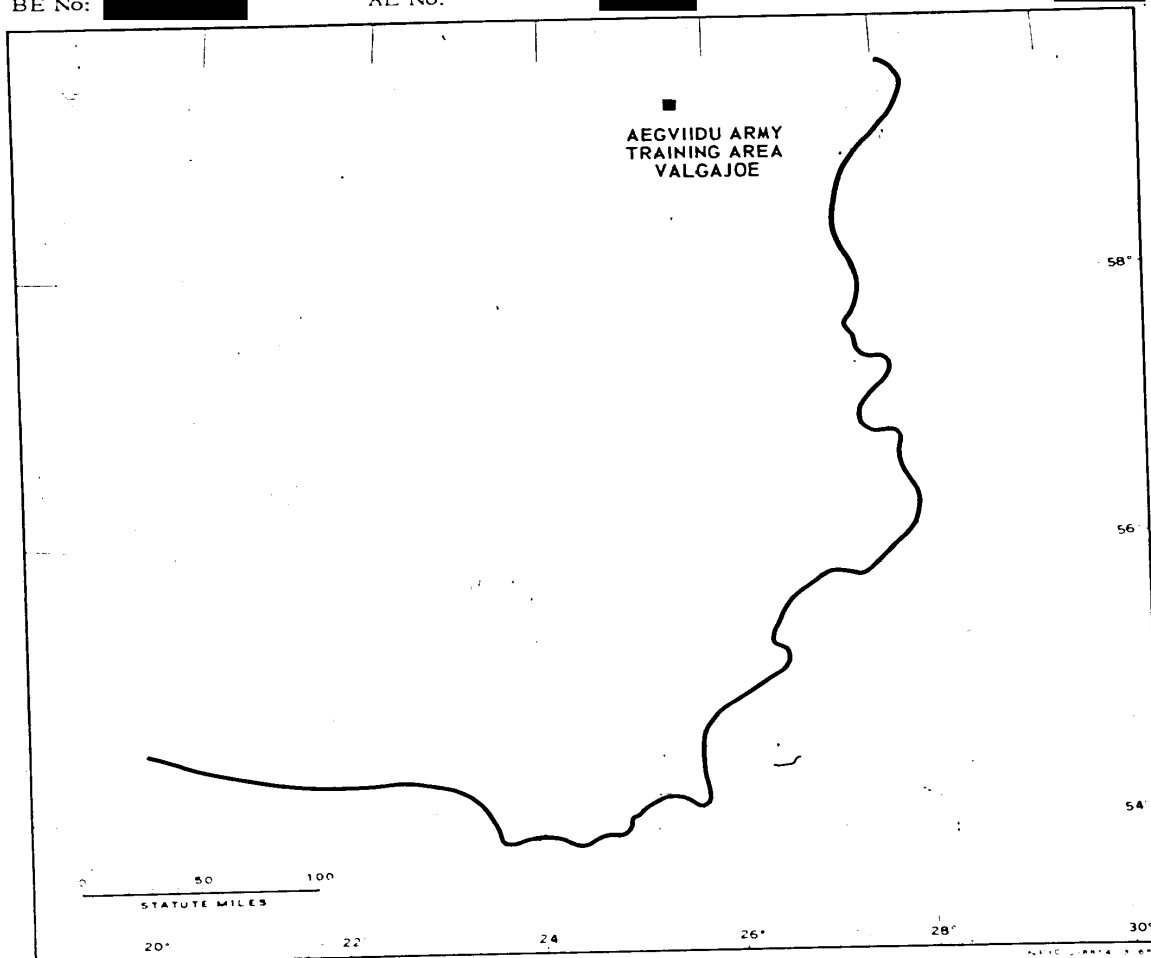 BE No:
AL No:
AEGVIIDU ARMY
TRAINING AREA
VALGAJOE
58°
56
54
0 50 100
STATUTE MILES
20° 22 24 26° 28° 30°